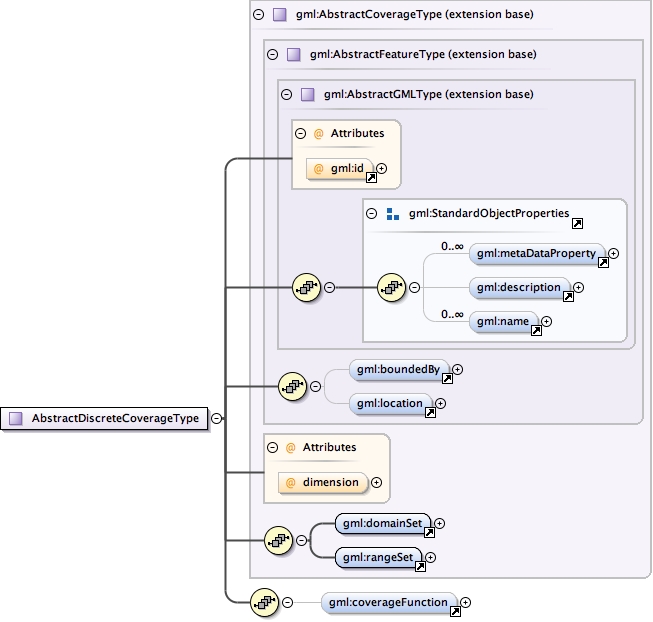 gml:AbstractCoverageType (extension base)
gml:AbstractFeatureType (extension base)
gml:AbstractGMLType (extension base)
@ Attributes
@ gml:id
gml:StandardObjectProperties
0..∞
gml:metaDataProperty
gml:description
0..∞
gml:name
gml:boundedBy
gml:location
AbstractDiscreteCoverageType
@ Attributes
@ dimension
gml:domainSet
gml:rangeSet
gml:coverageFunction